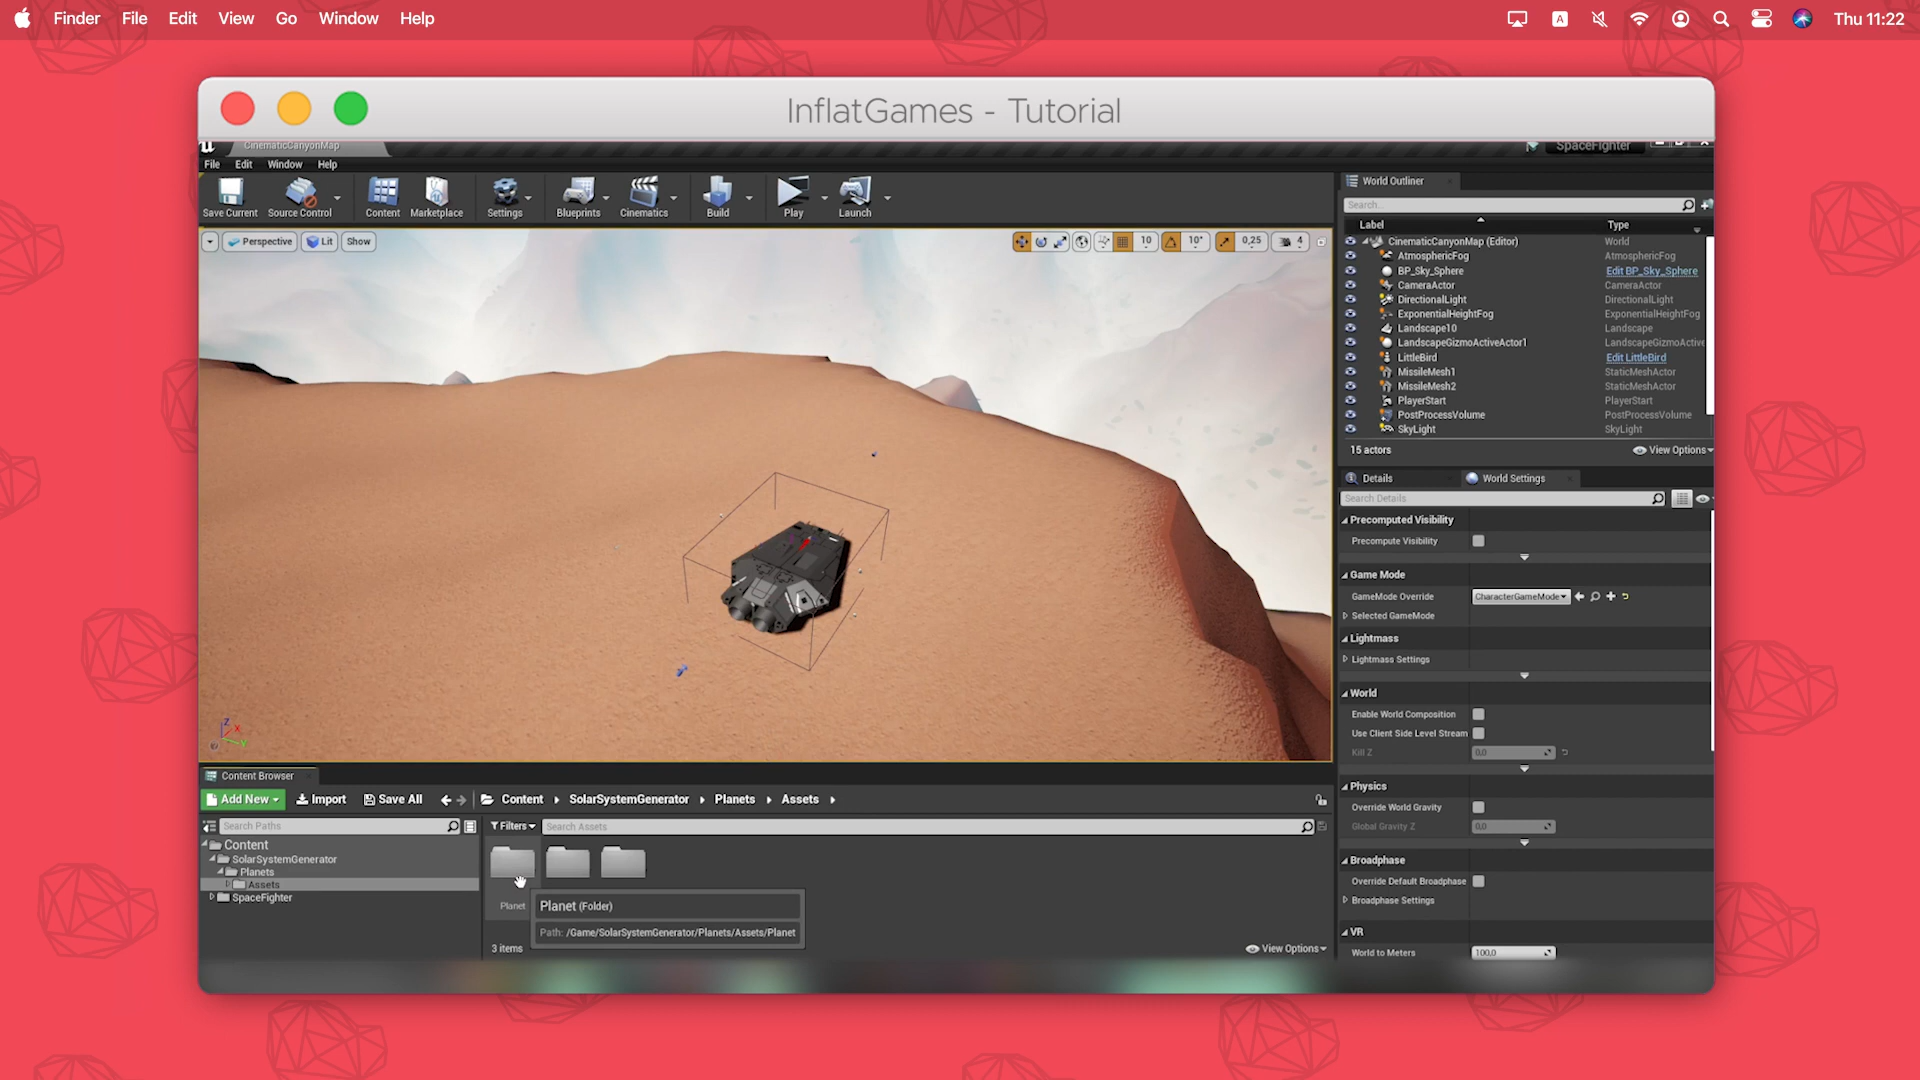 Finder File Edit View Go Window Help
A
Thu 11:22
InflatGames - Tutorial
CinematicCanyonMap
SpaceFighter
File Edit Window Help
Save Current Source Control Content Marketplace Settings Blueprints Cinematics Build Play Launch
Perspective Lit Show
10 10° 0,25 4
World Outliner
Search...
Label Type
CinematicCanyonMap (Editor) World
AtmosphericFog AtmosphericFog
BP_Sky_Sphere Edit BP_Sky_Sphere
CameraActor CameraActor
DirectionalLight DirectionalLight
ExponentialHeightFog ExponentialHeightFog
Landscape10 Landscape
LandscapeGizmoActiveActor1 LandscapeGizmoActive
LittleBird Edit LittleBird
MissileMesh1 StaticMeshActor
MissileMesh2 StaticMeshActor
PlayerStart PlayerStart
PostProcessVolume PostProcessVolume
SkyLight SkyLight
15 actors View Options
Details World Settings
Search Details
Precomputed Visibility
Precompute Visibility
Game Mode
GameMode Override CharacterGameMode
Selected GameMode
Lightmass
Lightmass Settings
World
Enable World Composition
Use Client Side Level Stream
Kill Z 0,0
Physics
Override World Gravity
Global Gravity Z 0,0
Broadphase
Override Default Broadphase
Broadphase Settings
VR
World to Meters 100,0
Z X Y
Content Browser
Add New Import Save All Content SolarSystemGenerator Planets Assets
Search Paths
Filters Search Assets
Content
SolarSystemGenerator
Planets
Assets
SpaceFighter
Planet
Planet (Folder)
Path: /Game/SolarSystemGenerator/Planets/Assets/Planet
3 items View Options